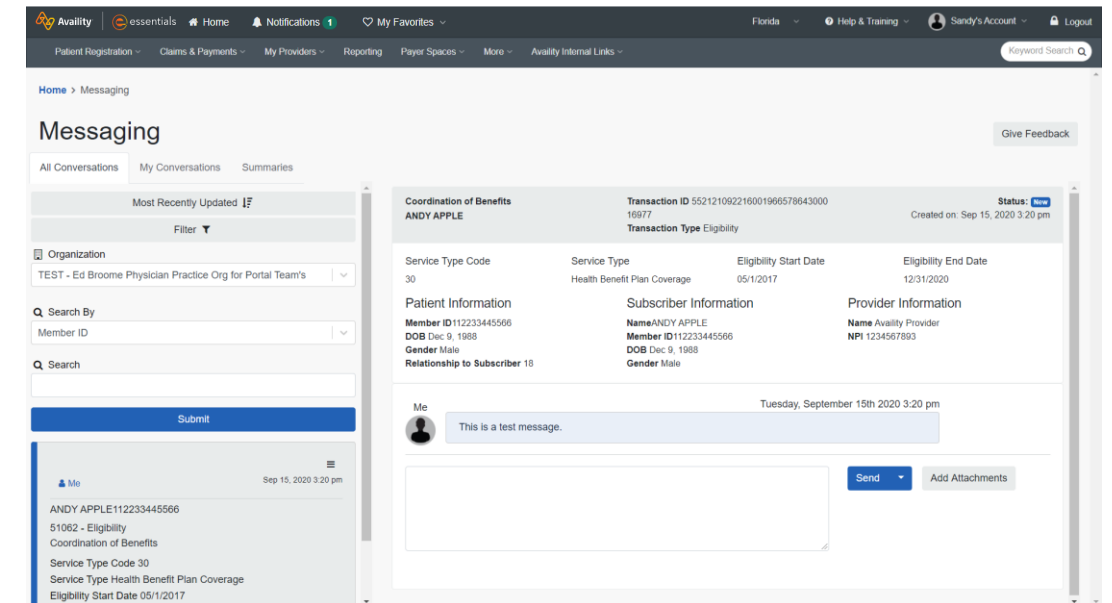 Availity essentials Home Notifications 1 My Favorites Florida Help & Training Sandy's Account Logout
Patient Registration Claims & Payments My Providers Reporting Payer Spaces More Availity Internal Links Keyword Search
Home > Messaging
Messaging
Give Feedback
All Conversations My Conversations Summaries
Most Recently Updated
Filter
Organization
TEST - Ed Broome Physician Practice Org for Portal Team's
Search By
Member ID
Search
Submit
Me Sep 15, 2020 3:20 pm
ANDY APPLE112233445566
51062 - Eligibility
Coordination of Benefits
Service Type Code 30
Service Type Health Benefit Plan Coverage
Eligibility Start Date 05/1/2017
Coordination of Benefits
ANDY APPLE
Transaction ID 552121092216001966578643000
16977
Transaction Type Eligibility
Status: New
Created on: Sep 15, 2020 3:20 pm
Service Type Code Service Type Eligibility Start Date Eligibility End Date
30 Health Benefit Plan Coverage 05/1/2017 12/31/2020
Patient Information
Member ID112233445566
DOB Dec 9, 1988
Gender Male
Relationship to Subscriber 18
Subscriber Information
NameANDY APPLE
Member ID112233445566
DOB Dec 9, 1988
Gender Male
Provider Information
Name Availity Provider
NPI 1234567893
Me Tuesday, September 15th 2020 3:20 pm
This is a test message.
Send Add Attachments